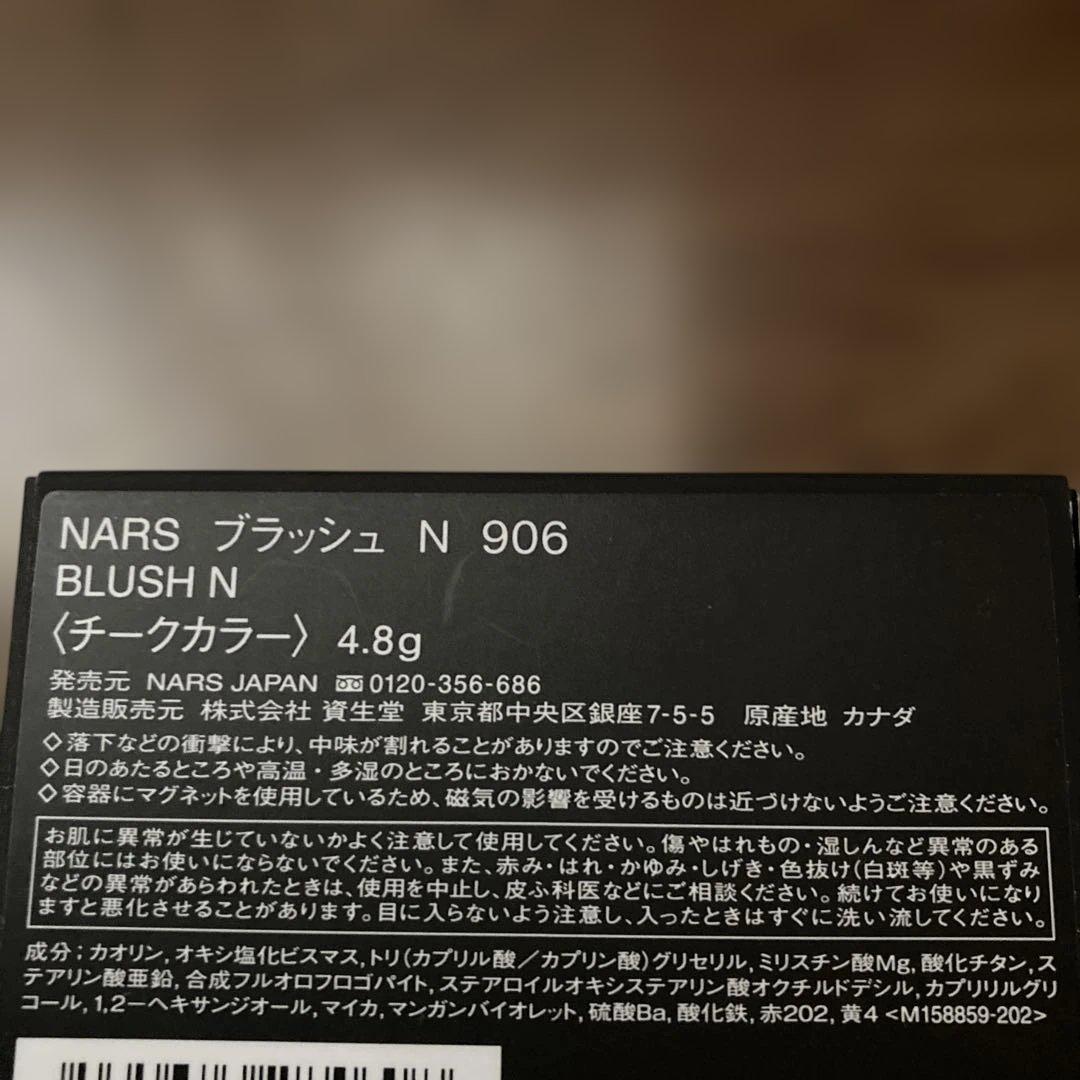 NARS ブラッシュ N 906
BLUSH N
〈チークカラー〉 4.8g
発売元 NARS JAPAN 0120-356-686
製造販売元 株式会社 資生堂 東京都中央区銀座7-5-5 原産地 カナダ
◇落下などの衝撃により、中味が割れることがありますのでご注意ください。
◇日のあたるところや高温・多湿のところにおかないでください。
◇容器にマグネットを使用しているため、磁気の影響を受けるものは近づけないようご注意ください。
お肌に異常が生じていないかよく注意して使用してください。傷やはれもの・湿しんなど異常のある
部位にはお使いにならないでください。また、赤み・はれ・かゆみ・しげき・色抜け(白斑等)や黒ずみ
などの異常があらわれたときは、使用を中止し、皮ふ科医などにご相談ください。続けてお使いになり
ますと悪化させることがあります。目に入らないよう注意し、入ったときはすぐに洗い流してください。
成分；カオリン, オキシ塩化ビスマス, トリ(カプリル酸／カプリン酸)グリセリル, ミリスチン酸Mg, 酸化チタン, ス
テアリン酸亜鉛, 合成フルオロフロゴパイト, ステアロイルオキシステアリン酸オクチルドデシル, カプリリルグリ
コール, 1,2－ヘキサンジオール, マイカ, マンガンバイオレット, 硫酸Ba, 酸化鉄, 赤202, 黄4 <M158859-202>